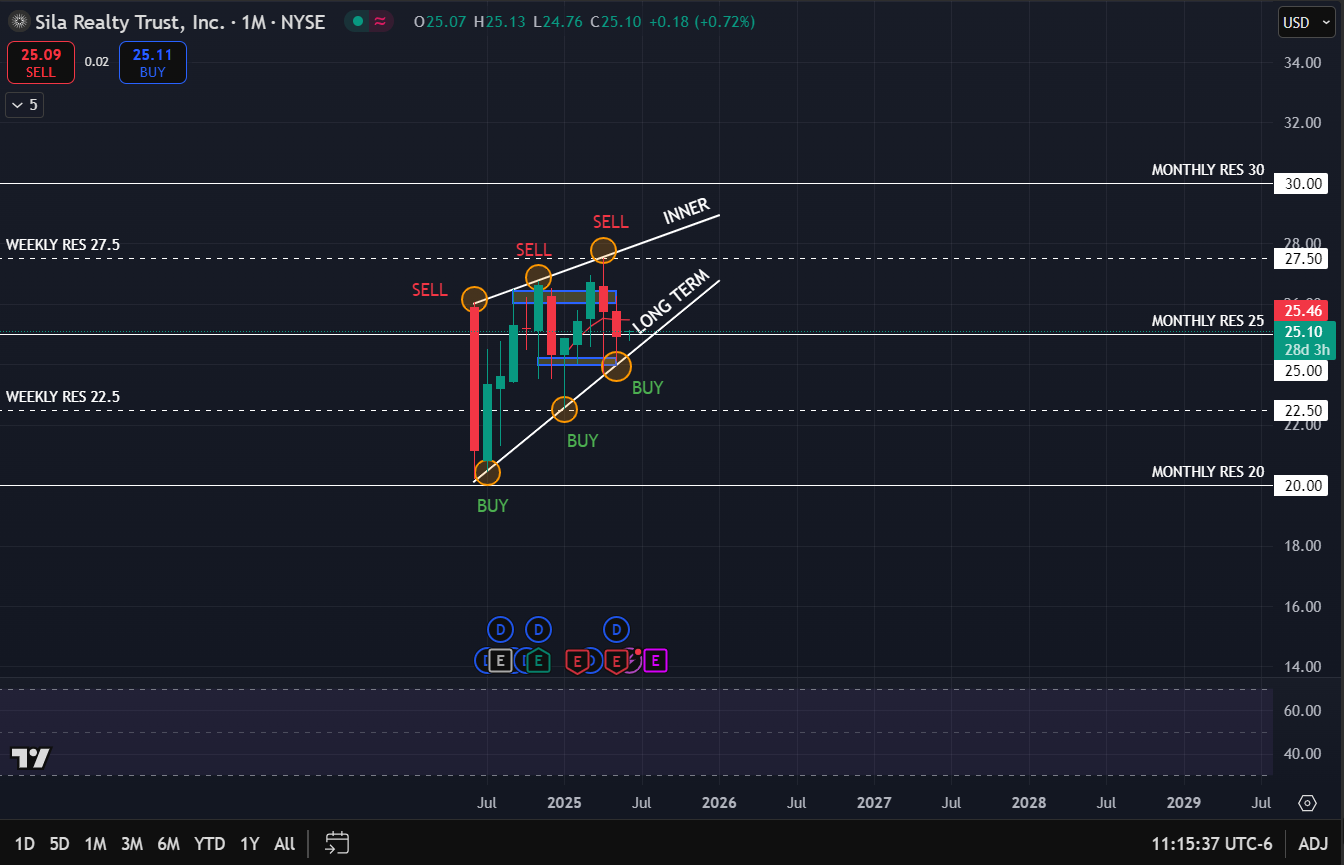 Sila Realty Trust, Inc. · 1M · NYSE
O25.07 H25.13 L24.76 C25.10 +0.18 (+0.72%)
USD
25.09
SELL
0.02
25.11
BUY
5
34.00
32.00
MONTHLY RES 30
30.00
INNER
SELL
28.00
WEEKLY RES 27.5
27.50
SELL
SELL
LONG TERM
25.46
MONTHLY RES 25
25.10
28d 3h
25.00
BUY
WEEKLY RES 22.5
22.50
22.00
BUY
MONTHLY RES 20
20.00
BUY
18.00
16.00
D D D
E E E E E
14.00
60.00
40.00
Jul 2025 Jul 2026 Jul 2027 Jul 2028 Jul 2029 Jul
1D 5D 1M 3M 6M YTD 1Y All
11:15:37 UTC-6 ADJ